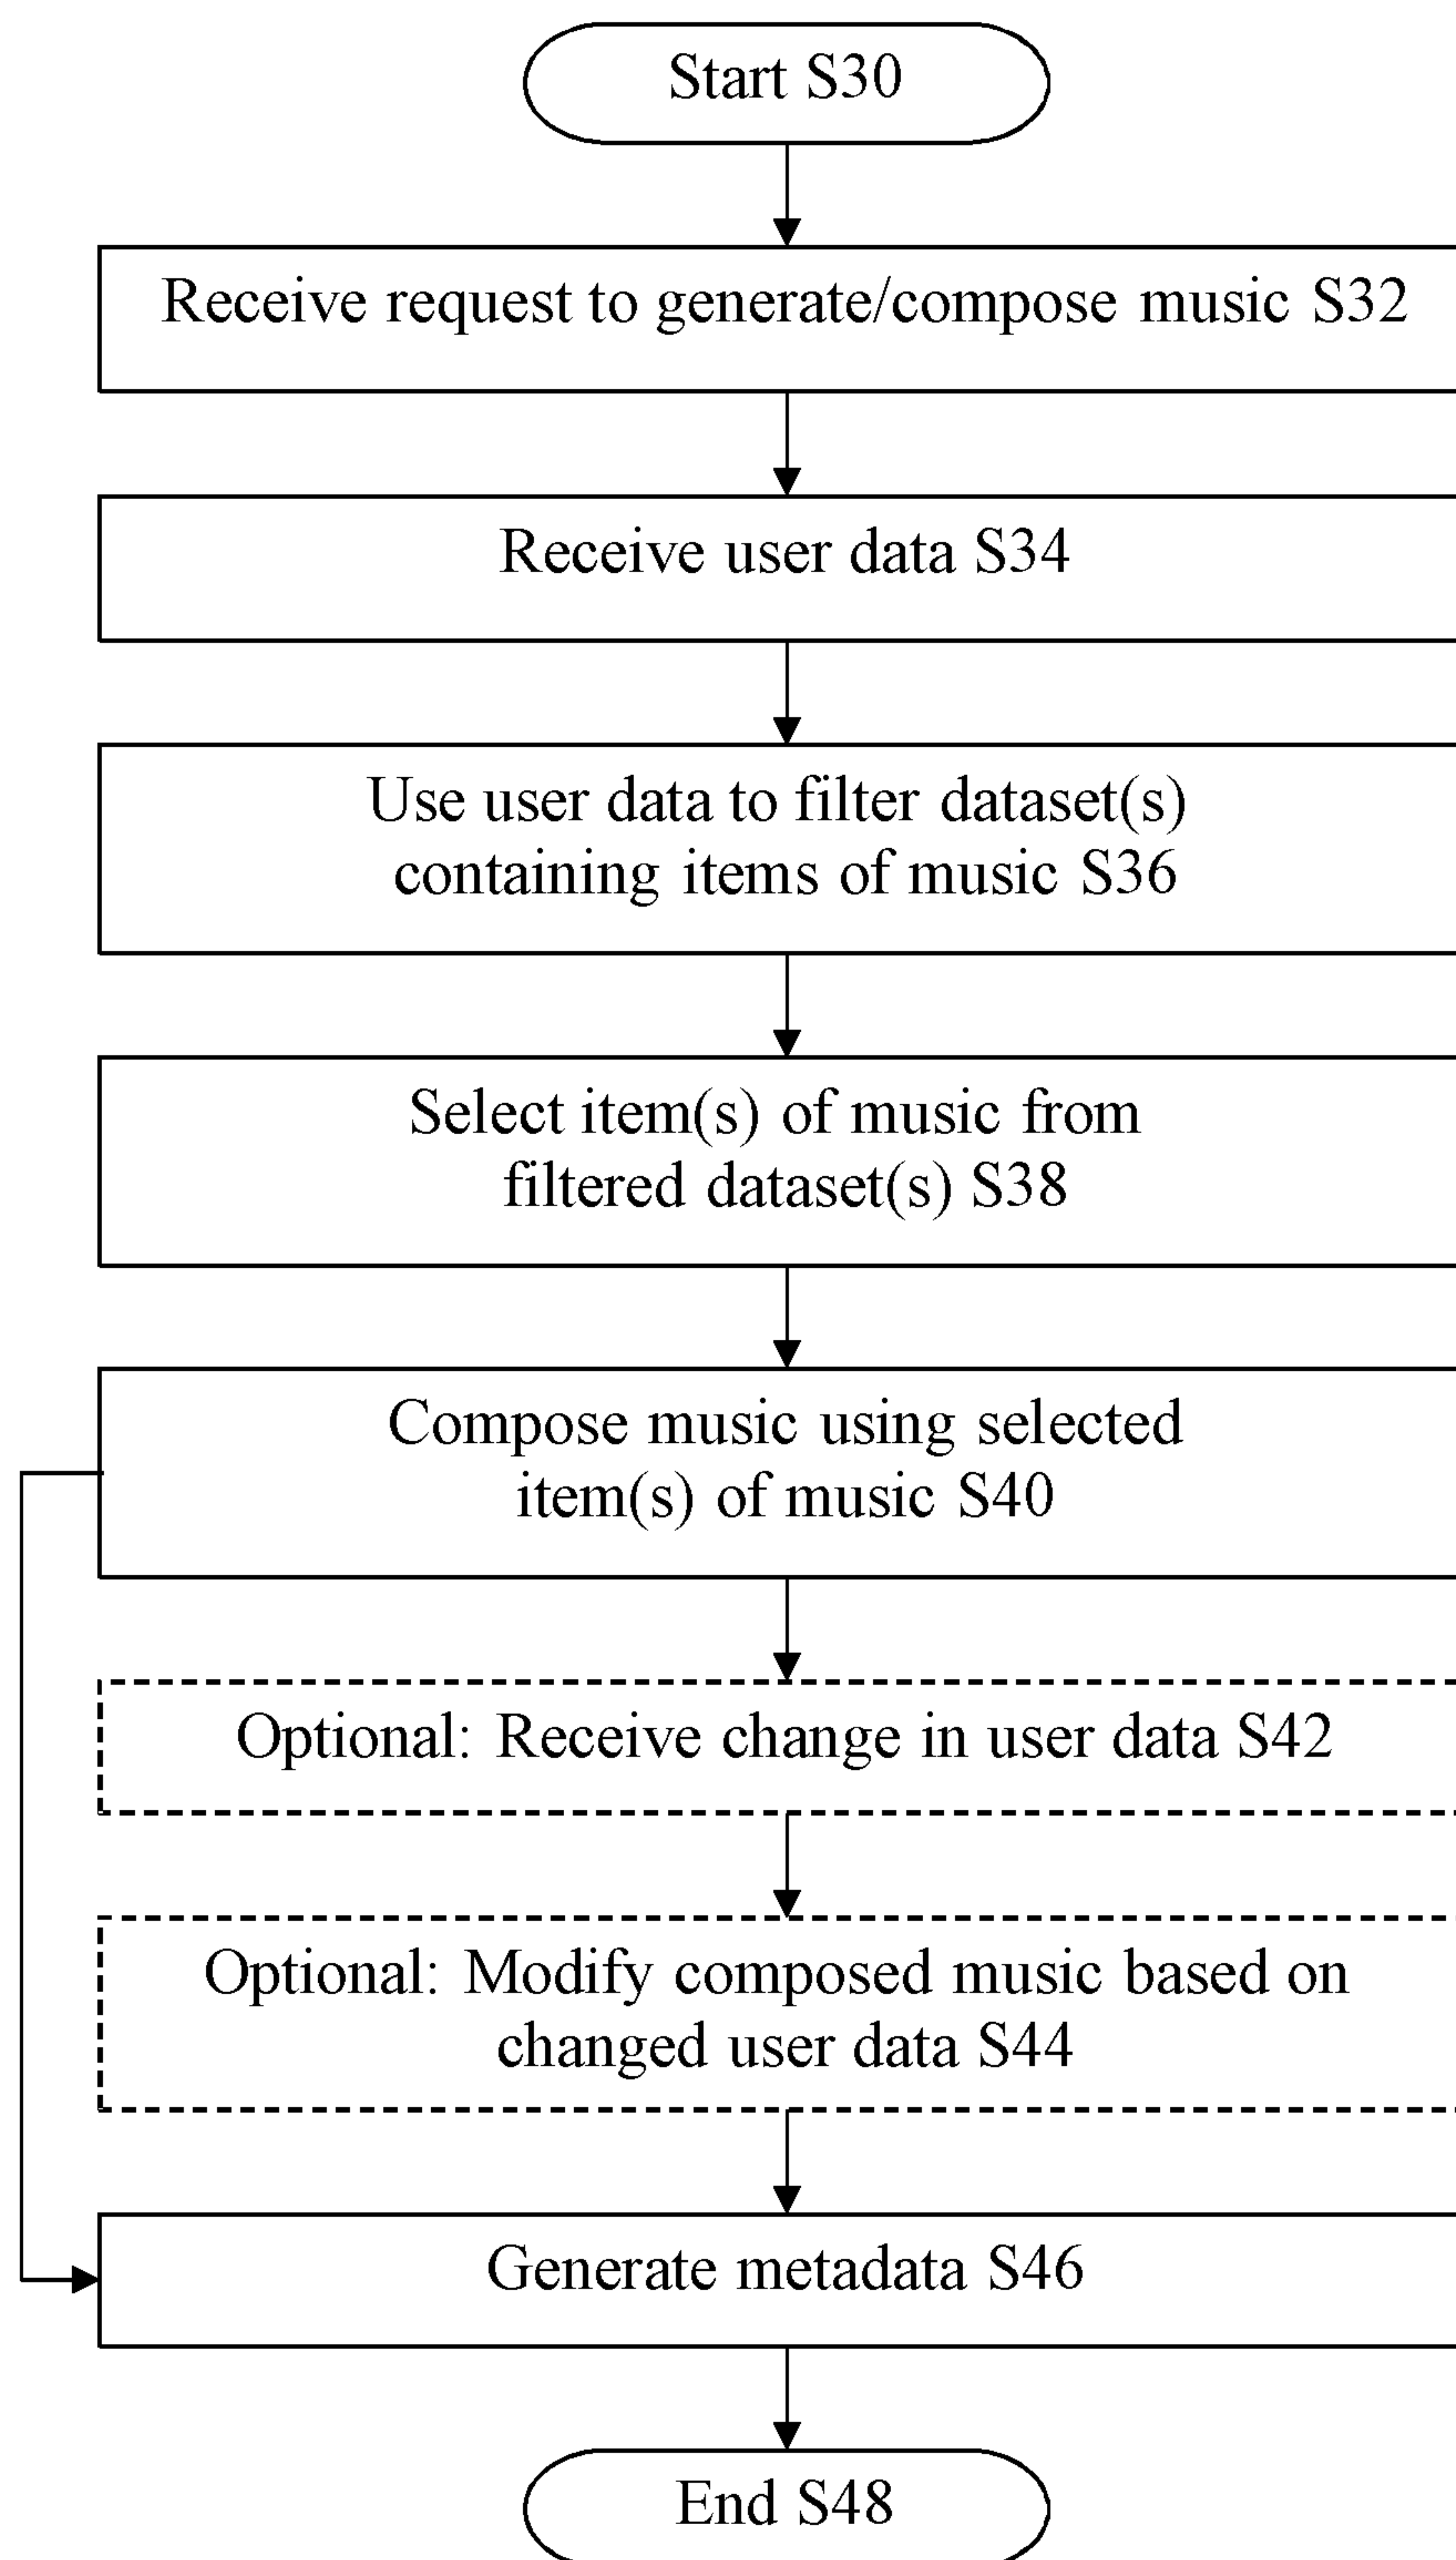 Start S30
Receive request to generate/compose music S32
Receive user data S34
Use user data to filter dataset(s)
containing items of music S36
Select item(s) of music from
filtered dataset(s) S38
Compose music using selected
item(s) of music S40
Optional: Receive change in user data S42
Optional: Modify composed music based on
changed user data S44
Generate metadata S46
End S48